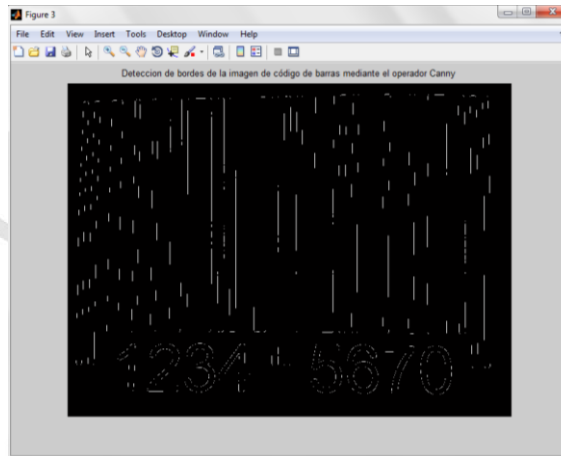 Figure 3
File Edit View Insert Tools Desktop Window Help
Deteccion de bordes de la imagen de código de barras mediante el operador Canny
1234 5670